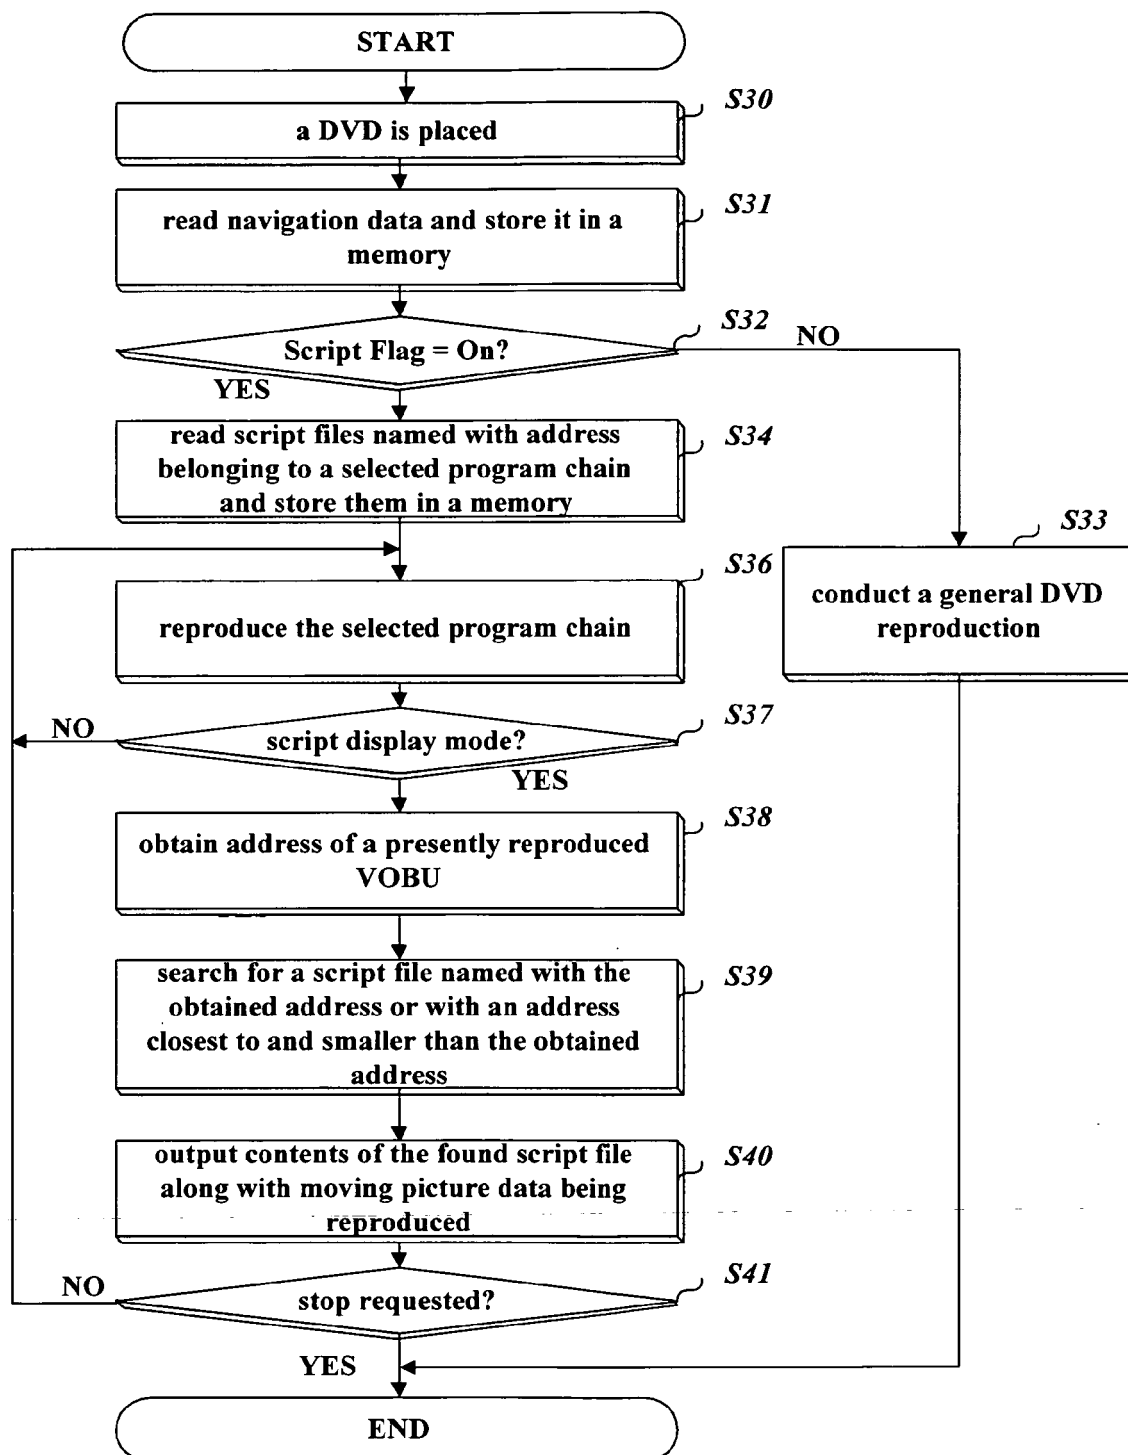 START
S30
a DVD is placed
S31
read navigation data and store it in a
memory
S32
Script Flag = On?
NO
YES
read script files named with address
belonging to a selected program chain
and store them in a memory
S34
S33
conduct a general DVD
reproduction
S36
reproduce the selected program chain
S37
NO
script display mode?
YES
S38
obtain address of a presently reproduced
VOBU
S39
search for a script file named with the
obtained address or with an address
closest to and smaller than the obtained
address
S40
output contents of the found script file
along with moving picture data being
reproduced
S41
NO
stop requested?
YES
END